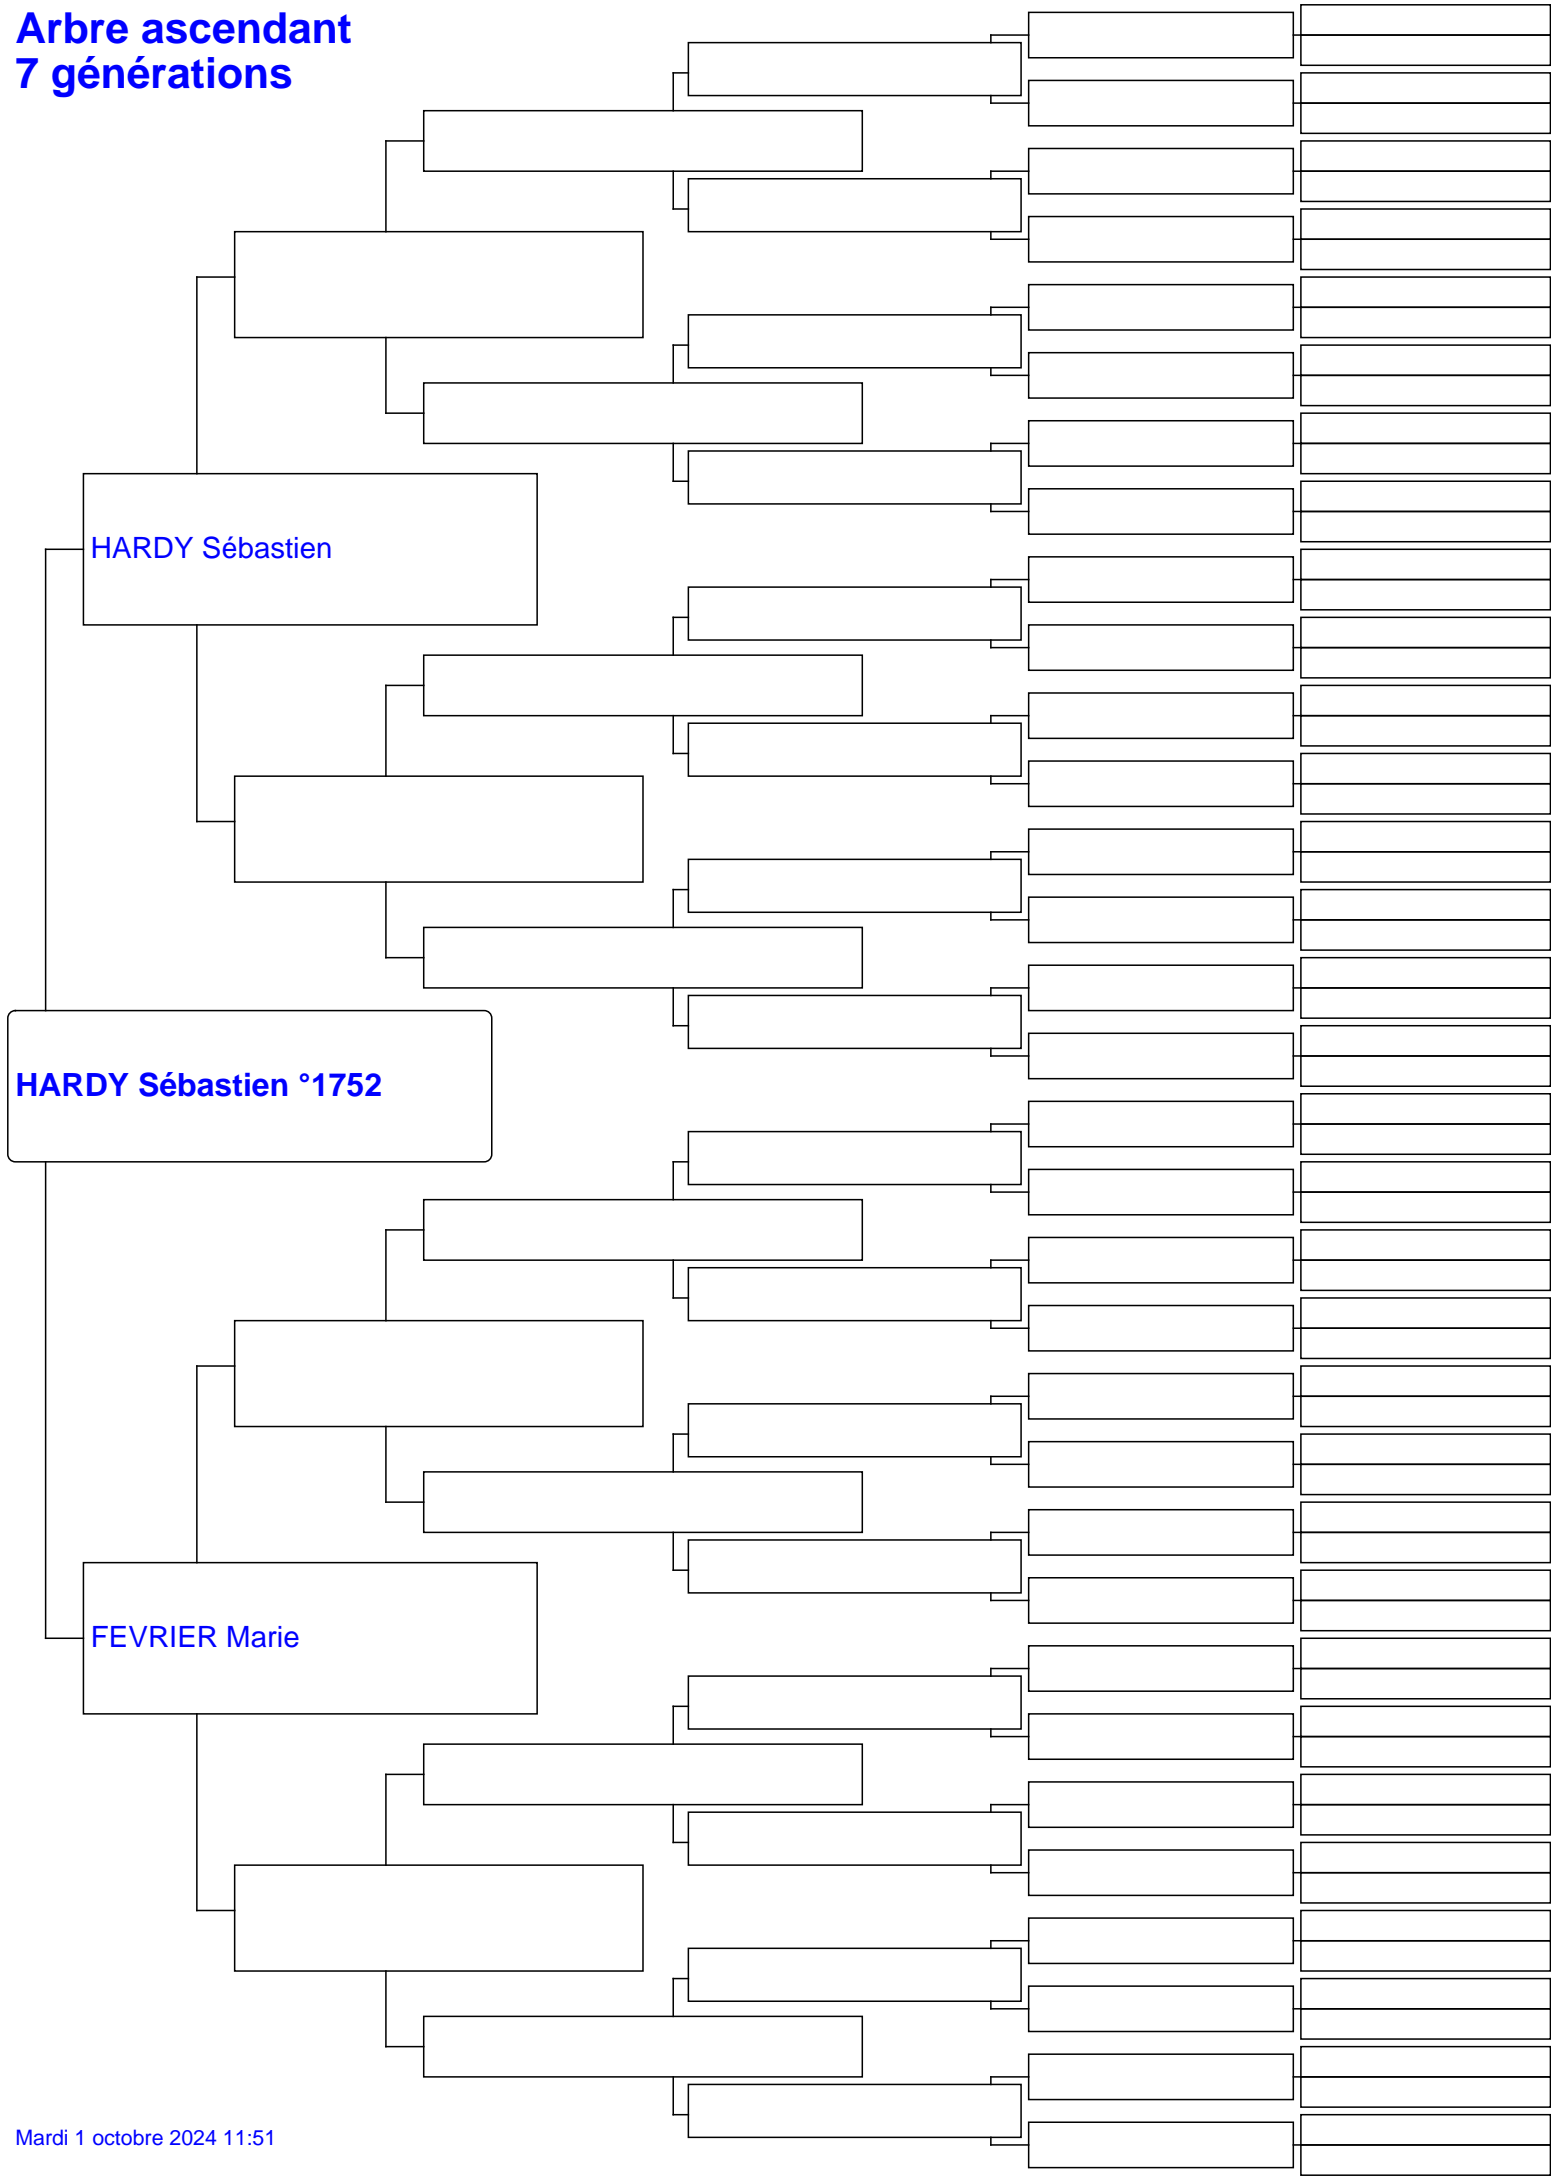 Arbre ascendant
7 générations
HARDY Sébastien
HARDY Sébastien °1752
FEVRIER Marie
Mardi 1 octobre 2024 11:51